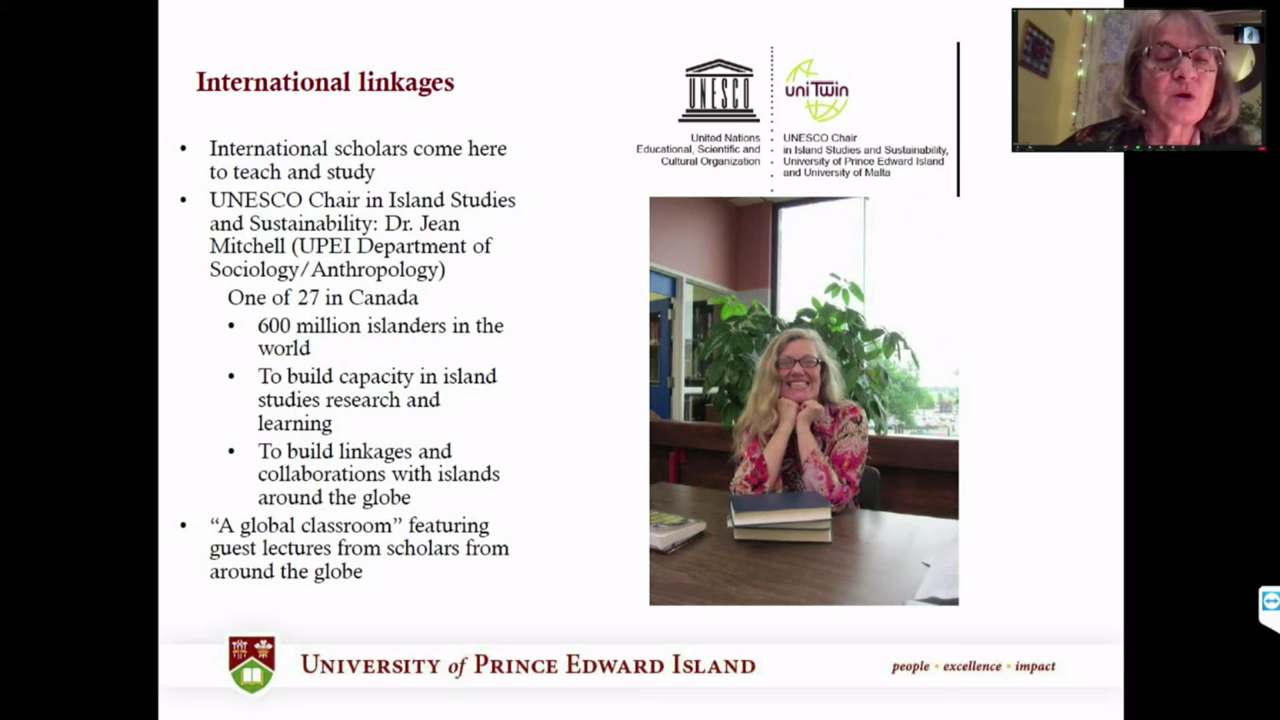 International linkages
• International scholars come here
to teach and study
• UNESCO Chair in Island Studies
and Sustainability: Dr. Jean
Mitchell (UPEI Department of
Sociology/Anthropology)
One of 27 in Canada
• 600 million islanders in the
world
• To build capacity in island
studies research and
learning
• To build linkages and
collaborations with islands
around the globe
• “A global classroom” featuring
guest lectures from scholars from
around the globe
UNESCO
United Nations
Educational, Scientific and
Cultural Organization
uniTwin
UNESCO Chair
in Island Studies and Sustainability,
University of Prince Edward Island
and University of Malta
UNIVERSITY of PRINCE EDWARD ISLAND
people • excellence • impact